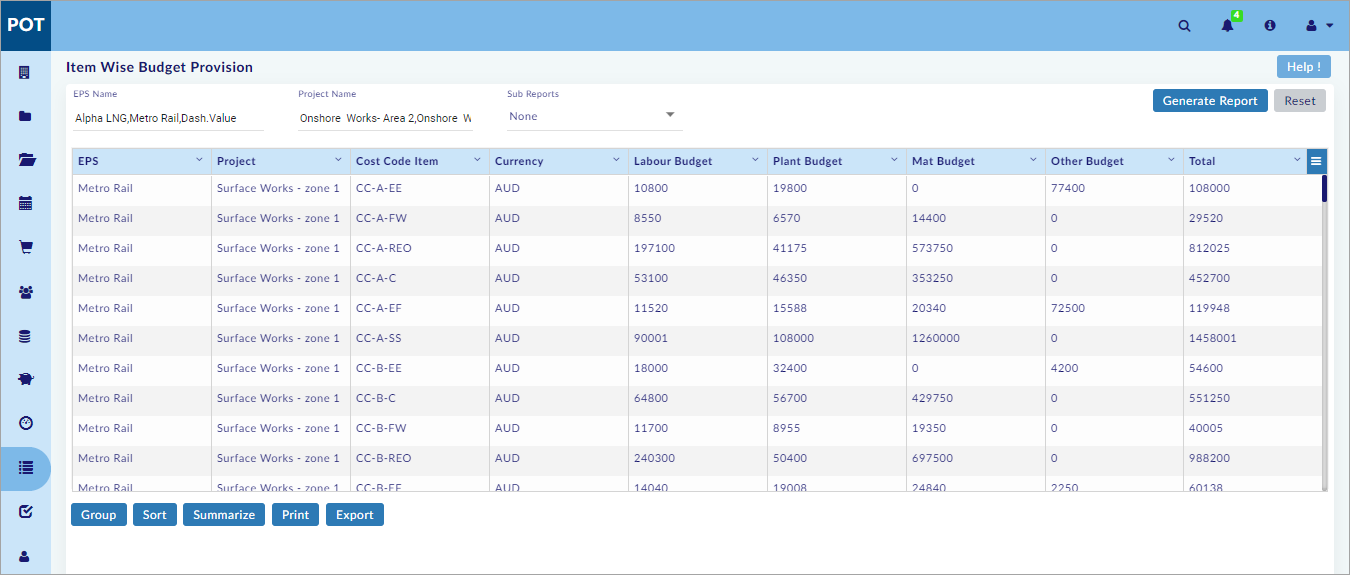 POT
4
Item Wise Budget Provision
Help !
EPS Name Project Name Sub Reports
Generate Report Reset
Alpha LNG,Metro Rail,Dash.Value Onshore Works- Area 2,Onshore W None
EPS Project Cost Code Item Currency Labour Budget Plant Budget Mat Budget Other Budget Total
Metro Rail Surface Works - zone 1 CC-A-EE AUD 10800 19800 0 77400 108000
Metro Rail Surface Works - zone 1 CC-A-FW AUD 8550 6570 14400 0 29520
Metro Rail Surface Works - zone 1 CC-A-REO AUD 197100 41175 573750 0 812025
Metro Rail Surface Works - zone 1 CC-A-C AUD 53100 46350 353250 0 452700
Metro Rail Surface Works - zone 1 CC-A-EF AUD 11520 15588 20340 72500 119948
Metro Rail Surface Works - zone 1 CC-A-SS AUD 90001 108000 1260000 0 1458001
Metro Rail Surface Works - zone 1 CC-B-EE AUD 18000 32400 0 4200 54600
Metro Rail Surface Works - zone 1 CC-B-C AUD 64800 56700 429750 0 551250
Metro Rail Surface Works - zone 1 CC-B-FW AUD 11700 8955 19350 0 40005
Metro Rail Surface Works - zone 1 CC-B-REO AUD 240300 50400 697500 0 988200
Metro Rail Surface Works - zone 1 CC-B-EF AUD 14040 19008 24840 2250 60138
Group Sort Summarize Print Export